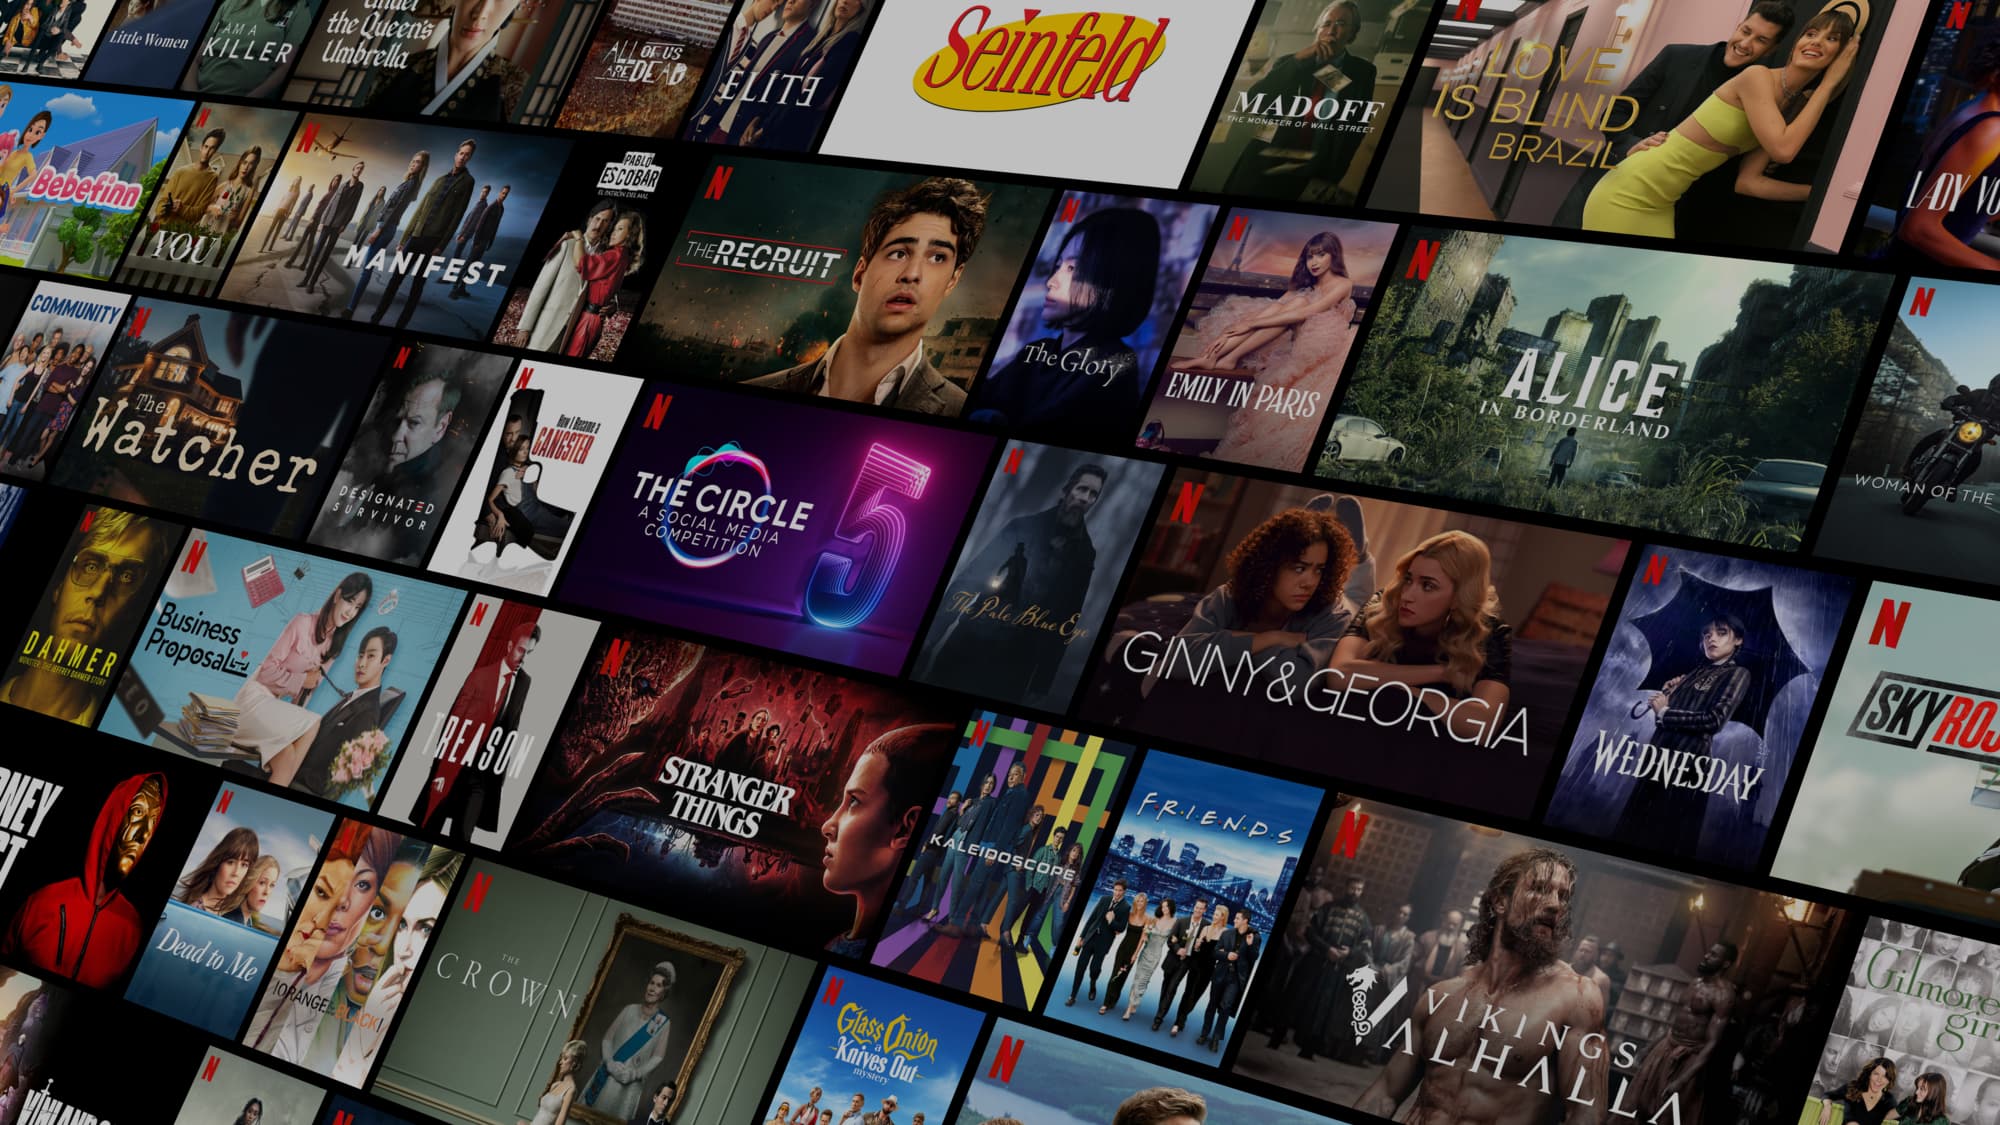 Little Women
I AM A
KILLER
Under
the Queen's
Umbrella
ALL OF US
ARE DEAD
ELITE
Seinfeld
MADOFF
THE MONSTER OF WALL STREET
LOVE
IS BLIND
BRAZIL
LADY VO
Bebefinn
YOU
MANIFEST
PABLO
ESCOBAR
EL PATRÓN DEL MAL
THE RECRUIT
The Glory
EMILY IN PARIS
ALICE
IN BORDERLAND
WOMAN OF THE
COMMUNITY
The
Watcher
DESIGNATED
SURVIVOR
How I Became a
GANGSTER
THE CIRCLE
A SOCIAL MEDIA
COMPETITION
5
The Pale Blue Eye
GINNY & GEORGIA
WEDNESDAY
SKYROJ
DAHMER
MONSTER: THE JEFFREY DAHMER STORY
Business
Proposal
CEO
TREASON
STRANGER
THINGS
KALEIDOSCOPE
F·R·I·E·N·D·S
VIKINGS
VALHALLA
Gilmore
girl
NEY
ST
Dead to Me
ORANGE IS THE NEW BLACK
THE
CROWN
Glass Onion
a
Knives Out
mystery
VINLAND